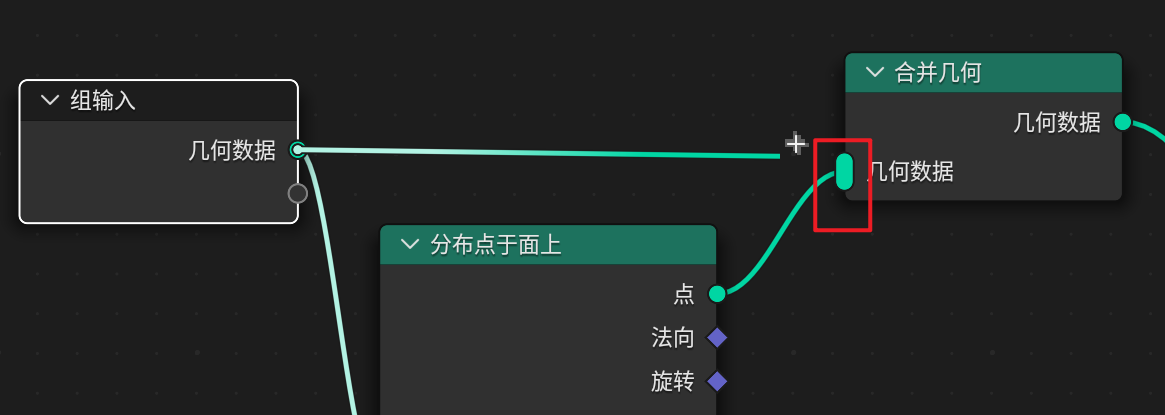 组输入
几何数据
合并几何
几何数据
几何数据
分布点于面上
点
法向
旋转